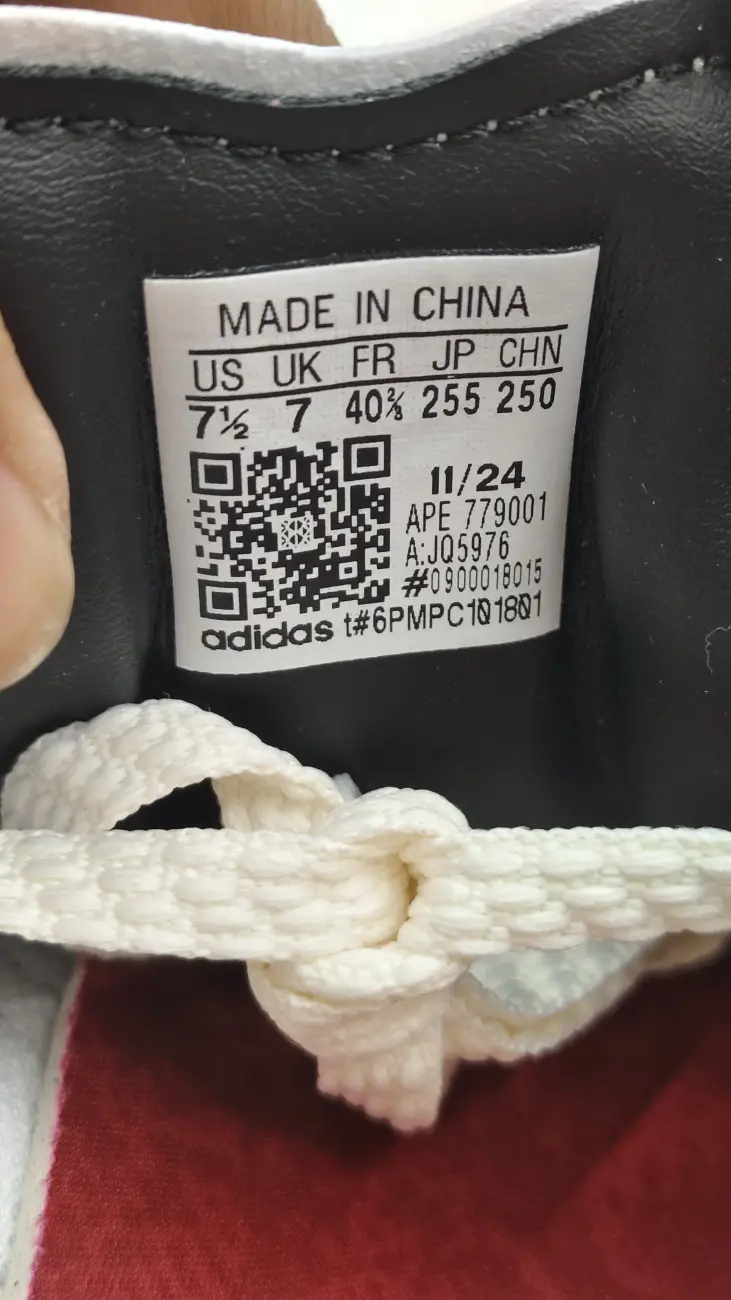 MADE IN CHINA
US UK FR JP CHN
7½ 7 40⅔ 255 250
11/24
APE 779001
A:JQ5976
#0900018015
adidas t#6PMPC101801